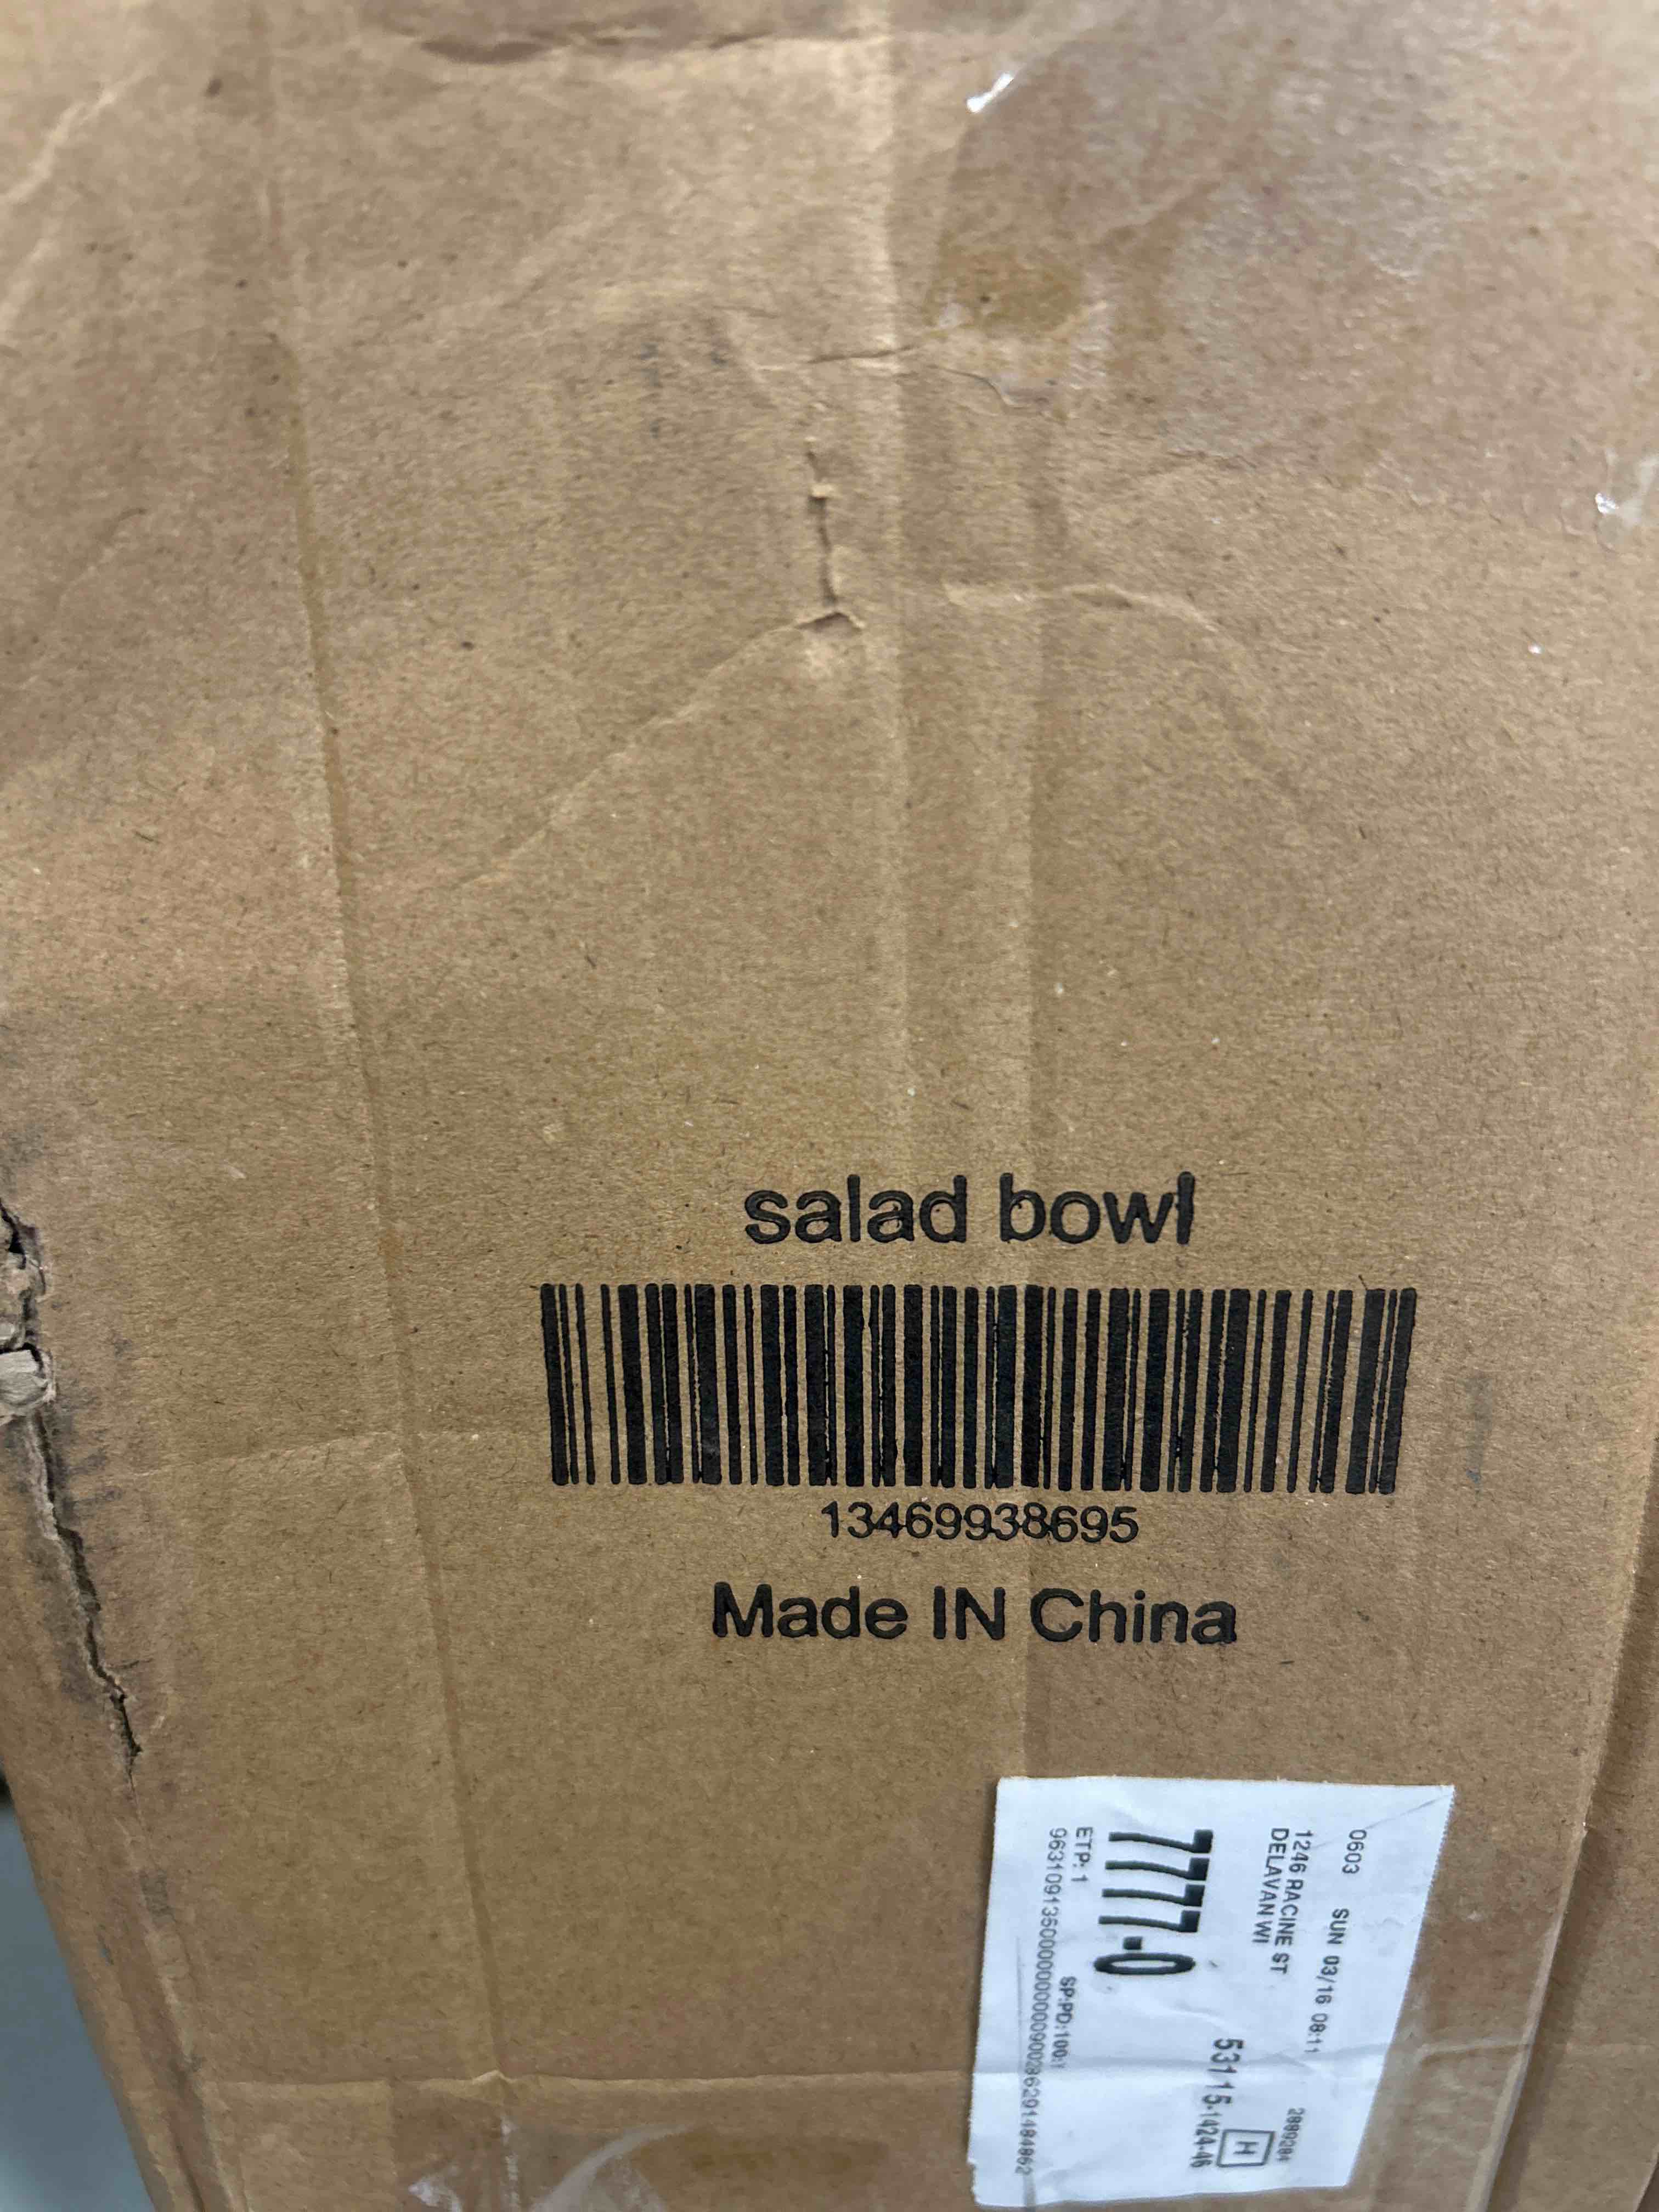 salad bowl
13469938695
Made IN China
0603 SUN 03/16 08:11
1246 RACINE ST
DELAVAN WI
53115-1424-46
H
7777-0
ETP: 1